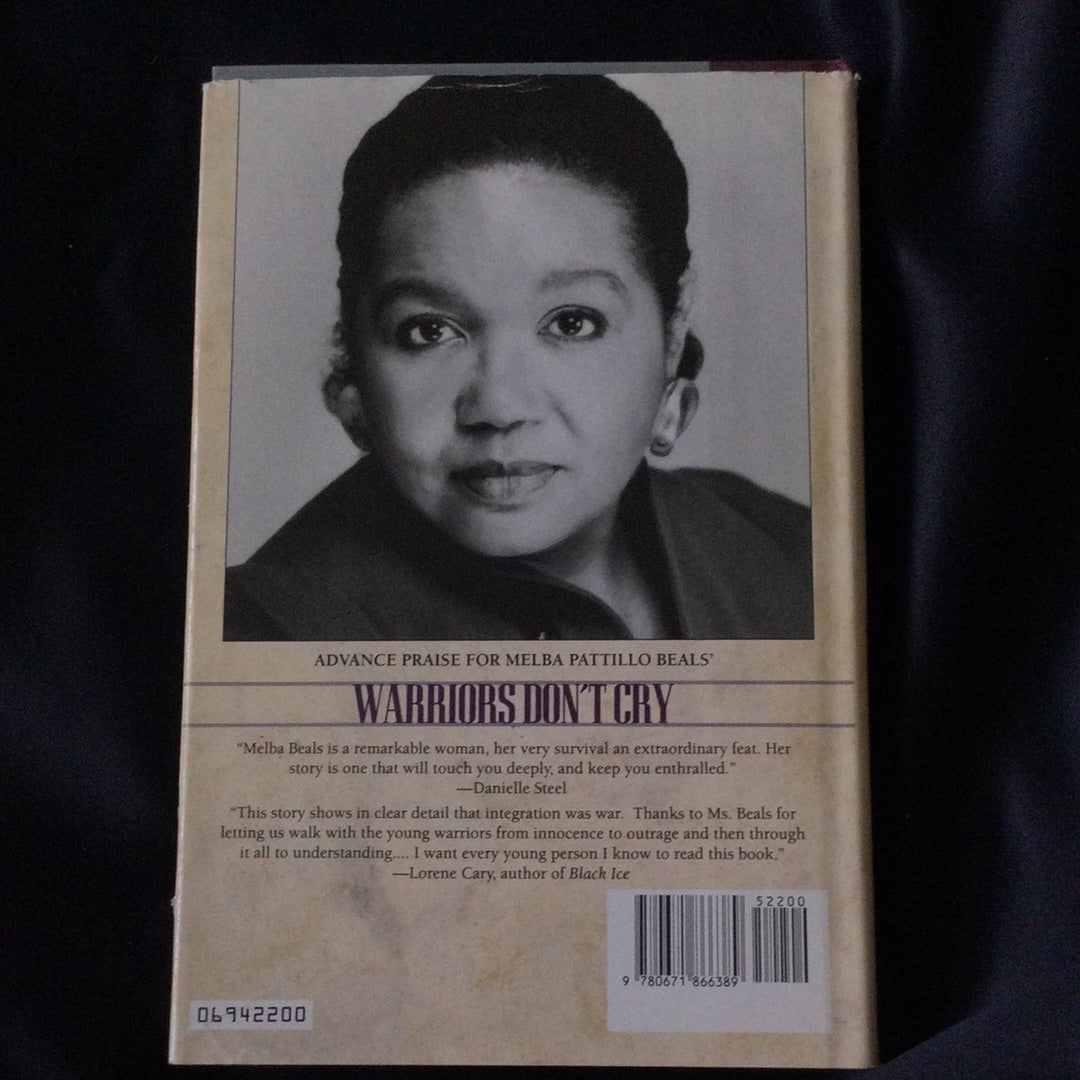 ADVANCE PRAISE FOR MELBA PATTILLO BEALS'
WARRIORS DON'T CRY
“Melba Beals is a remarkable woman, her very survival an extraordinary feat. Her
story is one that will touch you deeply, and keep you enthralled.”
—Danielle Steel
“This story shows in clear detail that integration was war. Thanks to Ms. Beals for
letting us walk with the young warriors from innocence to outrage and then through
it all to understanding.... I want every young person I know to read this book.”
—Lorene Cary, author of Black Ice
52200
9 780671 866389
06942200